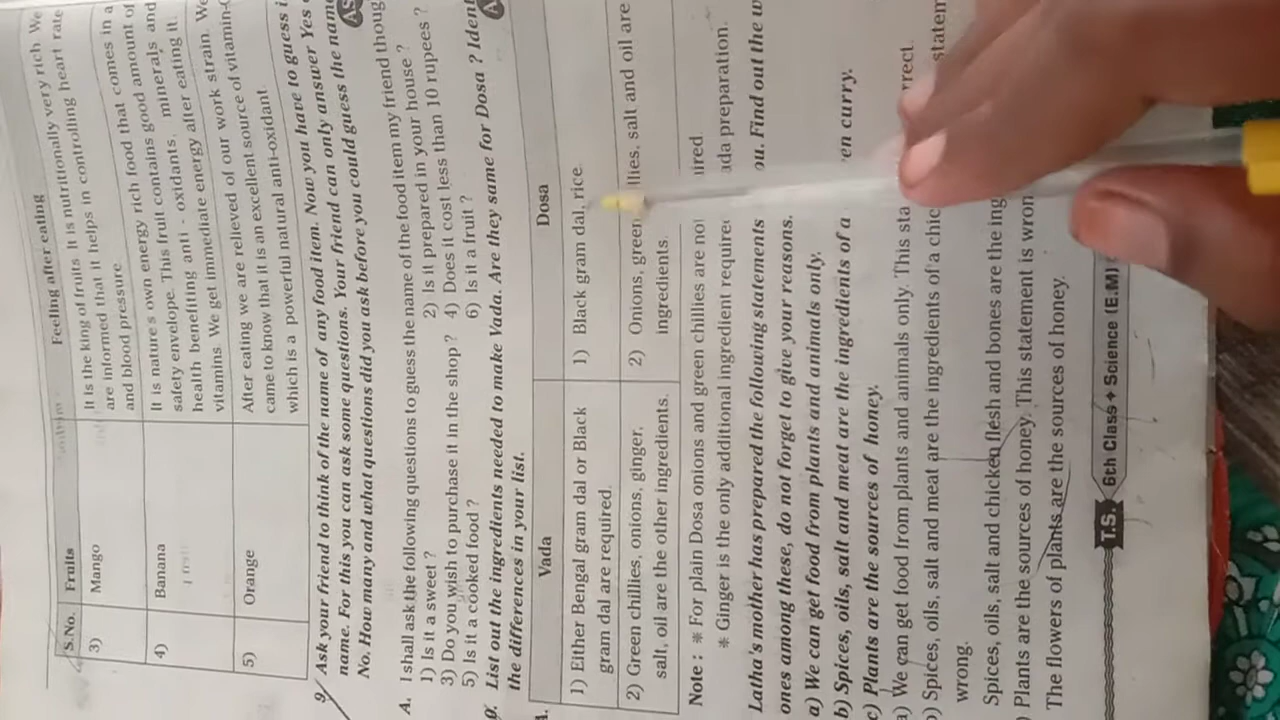 S.No. Fruits Feeling after eating
3) Mango It is the king of fruits It is nutritionally very rich We
are informed that it helps in controlling heart rate
and blood pressure
4) Banana It is nature's own energy rich food that comes in a
safety envelope. This fruit contains good amount of
health benefiting anti - oxidants, minerals and
vitamins. We get immediate energy after eating it.
5) Orange After eating we are relieved of our work strain. We
came to know that it is an excellent source of vitamin-C
which is a powerful natural anti-oxidant
9. Ask your friend to think of the name of any food item. Now you have to guess i
name. For this you can ask some questions. Your friend can only answer Yes
No. How many and what questions did you ask before you could guess the name
AS
A. I shall ask the following questions to guess the name of the food item my friend thoug
1) Is it a sweet ? 2) Is it prepared in your house ?
3) Do you wish to purchase it in the shop ? 4) Does it cost less than 10 rupees ?
5) Is it a cooked food ? 6) Is it a fruit ?
List out the ingredients needed to make Vada. Are they same for Dosa ? Ident
the differences in your list.
Vada Dosa
1) Either Bengal gram dal or Black
gram dal are required.
1) Black gram dal, rice.
2) Green chillies, onions, ginger,
salt, oil are the other ingredients.
2) Onions, green llies, salt and oil are
ingredients.
Note : ✳ For plain Dosa onions and green chillies are no ired
✳ Ginger is the only additional ingredient require da preparation.
Latha's mother has prepared the following statements ou. Find out the w
ones among these, do not forget to give your reasons.
a) We can get food from plants and animals only.
b) Spices, oils, salt and meat are the ingredients of a en curry.
c) Plants are the sources of honey.
a) We can get food from plants and animals only. This sta rrect.
b) Spices, oils, salt and meat are the ingredients of a chic statem
wrong.
Spices, oils, salt and chicken flesh and bones are the ing
) Plants are the sources of honey. This statement is wron
The flowers of plants are the sources of honey.
T.S. 6th Class ✦ Science (E.M)